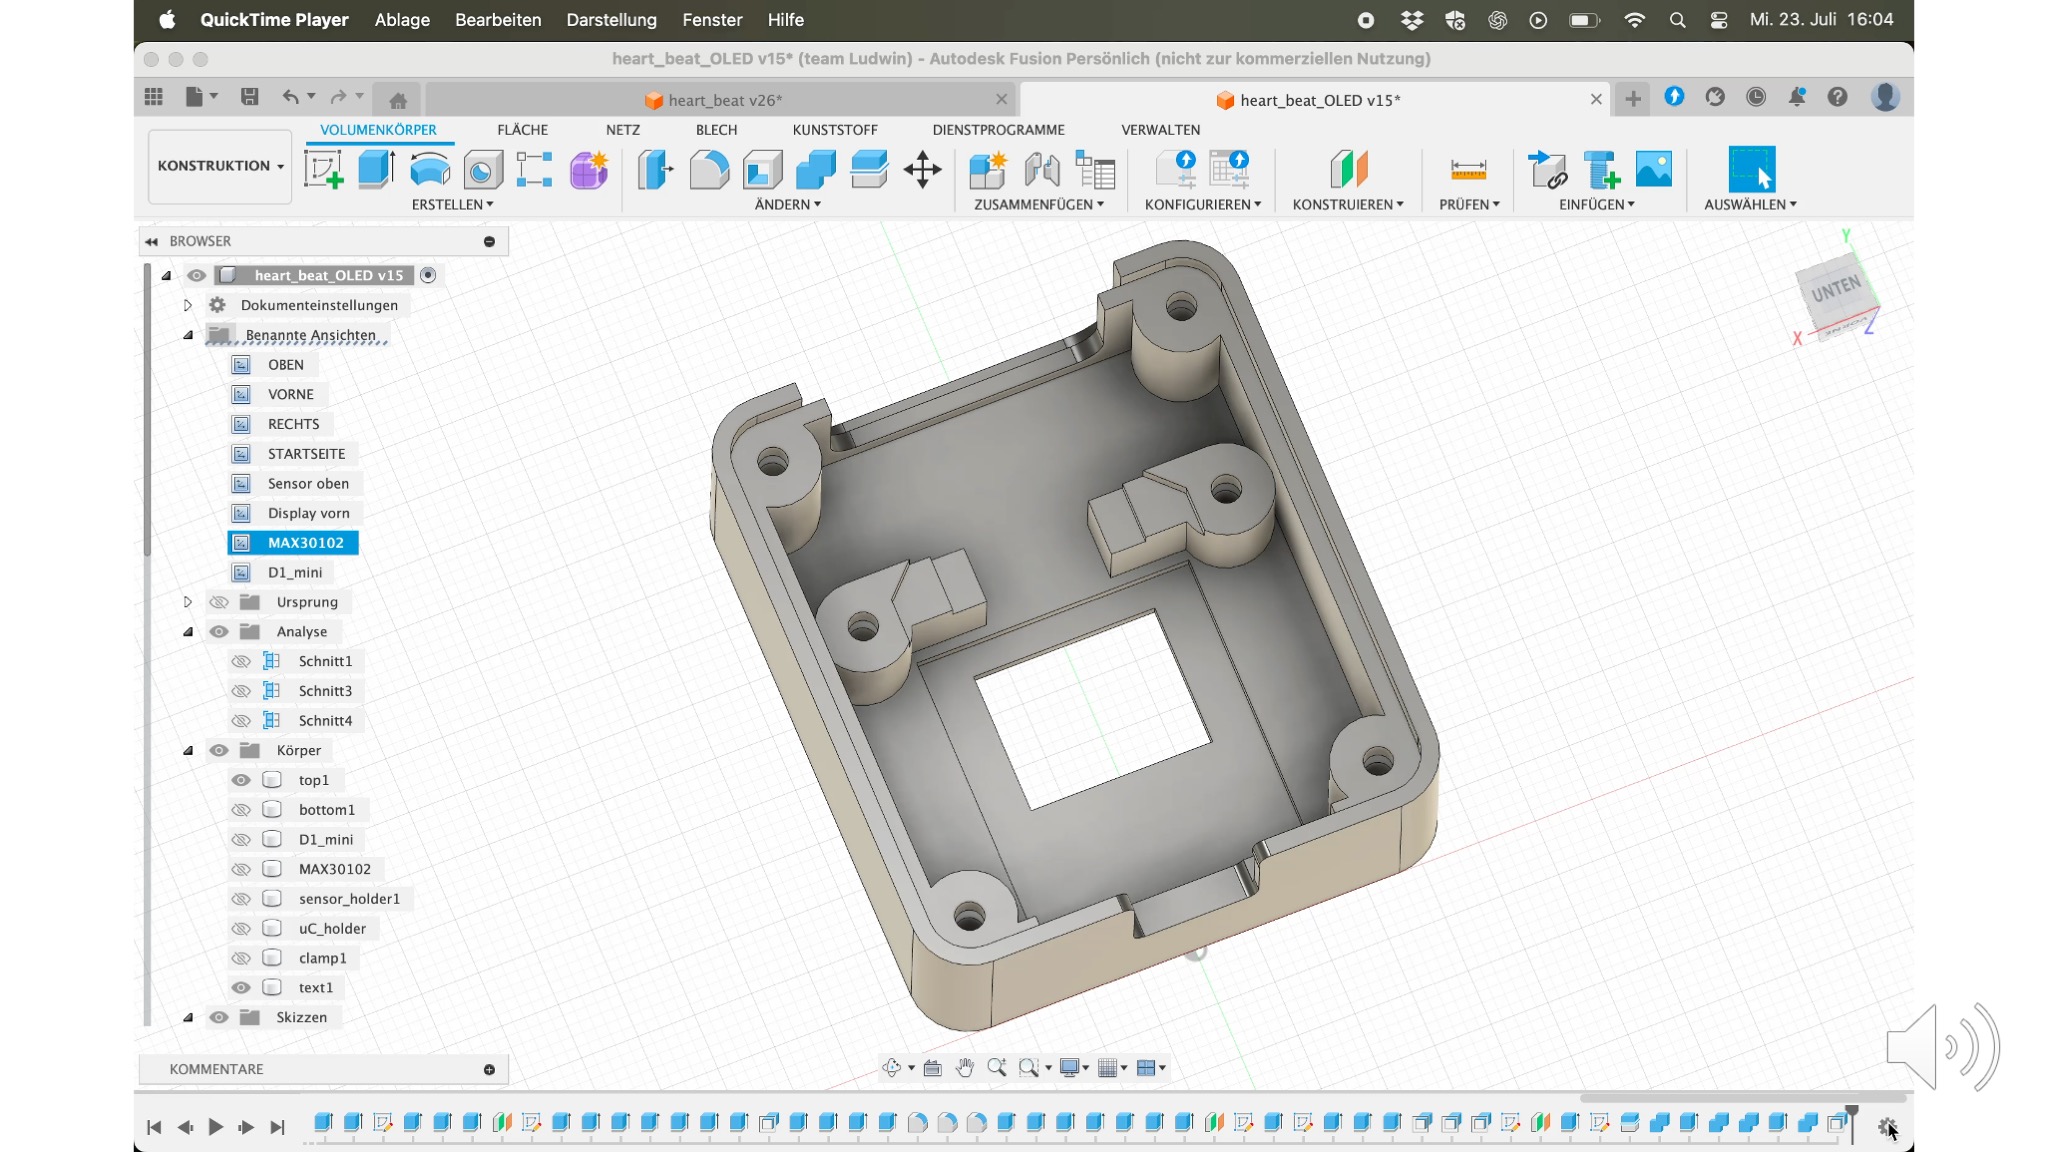 QuickTime Player Ablage Bearbeiten Darstellung Fenster Hilfe Mi. 23. Juli 16:04
heart_beat_OLED v15* (team Ludwin) - Autodesk Fusion Persönlich (nicht zur kommerziellen Nutzung)
heart_beat v26* heart_beat_OLED v15*
VOLUMENKÖRPER FLÄCHE NETZ BLECH KUNSTSTOFF DIENSTPROGRAMME VERWALTEN
KONSTRUKTION
ERSTELLEN ÄNDERN ZUSAMMENFÜGEN KONFIGURIEREN KONSTRUIEREN PRÜFEN EINFÜGEN AUSWÄHLEN
BROWSER
heart_beat_OLED v15
Dokumenteinstellungen
Benannte Ansichten
OBEN
VORNE
RECHTS
STARTSEITE
Sensor oben
Display vorn
MAX30102
D1_mini
Ursprung
Analyse
Schnitt1
Schnitt3
Schnitt4
Körper
top1
bottom1
D1_mini
MAX30102
sensor_holder1
uC_holder
clamp1
text1
Skizzen
KOMMENTARE
Y
UNTEN
X
Z